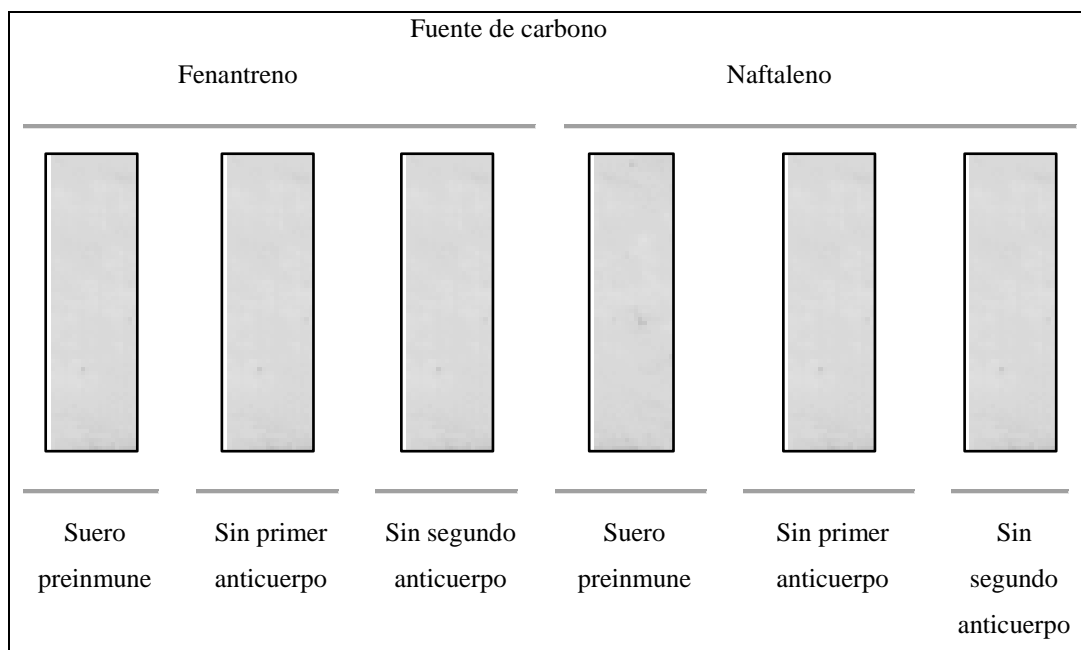 Fuente de carbono
Fenantreno
Naftaleno
Suero
preinmune
Sin primer
anticuerpo
Sin segundo
anticuerpo
Suero
preinmune
Sin primer
anticuerpo
Sin
segundo
anticuerpo